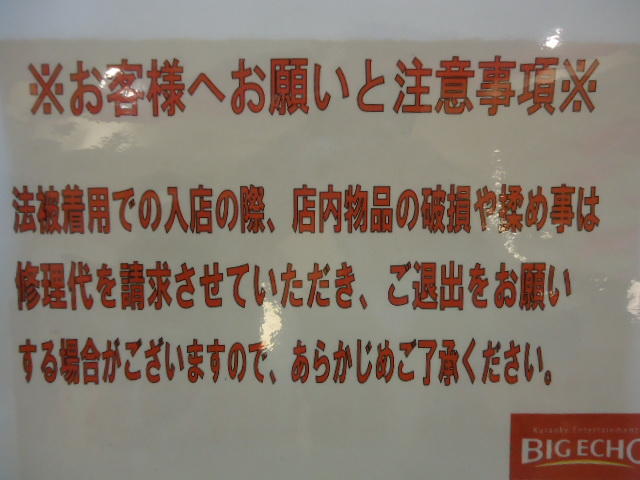 ※お客様へお願いと注意事項※
法被着用での入店の際、店内物品の破損や揉め事は
修理代を請求させていただき、ご退出をお願い
する場合がございますので、あらかじめご了承ください。
Karaoke Entertainment
BIG ECHO